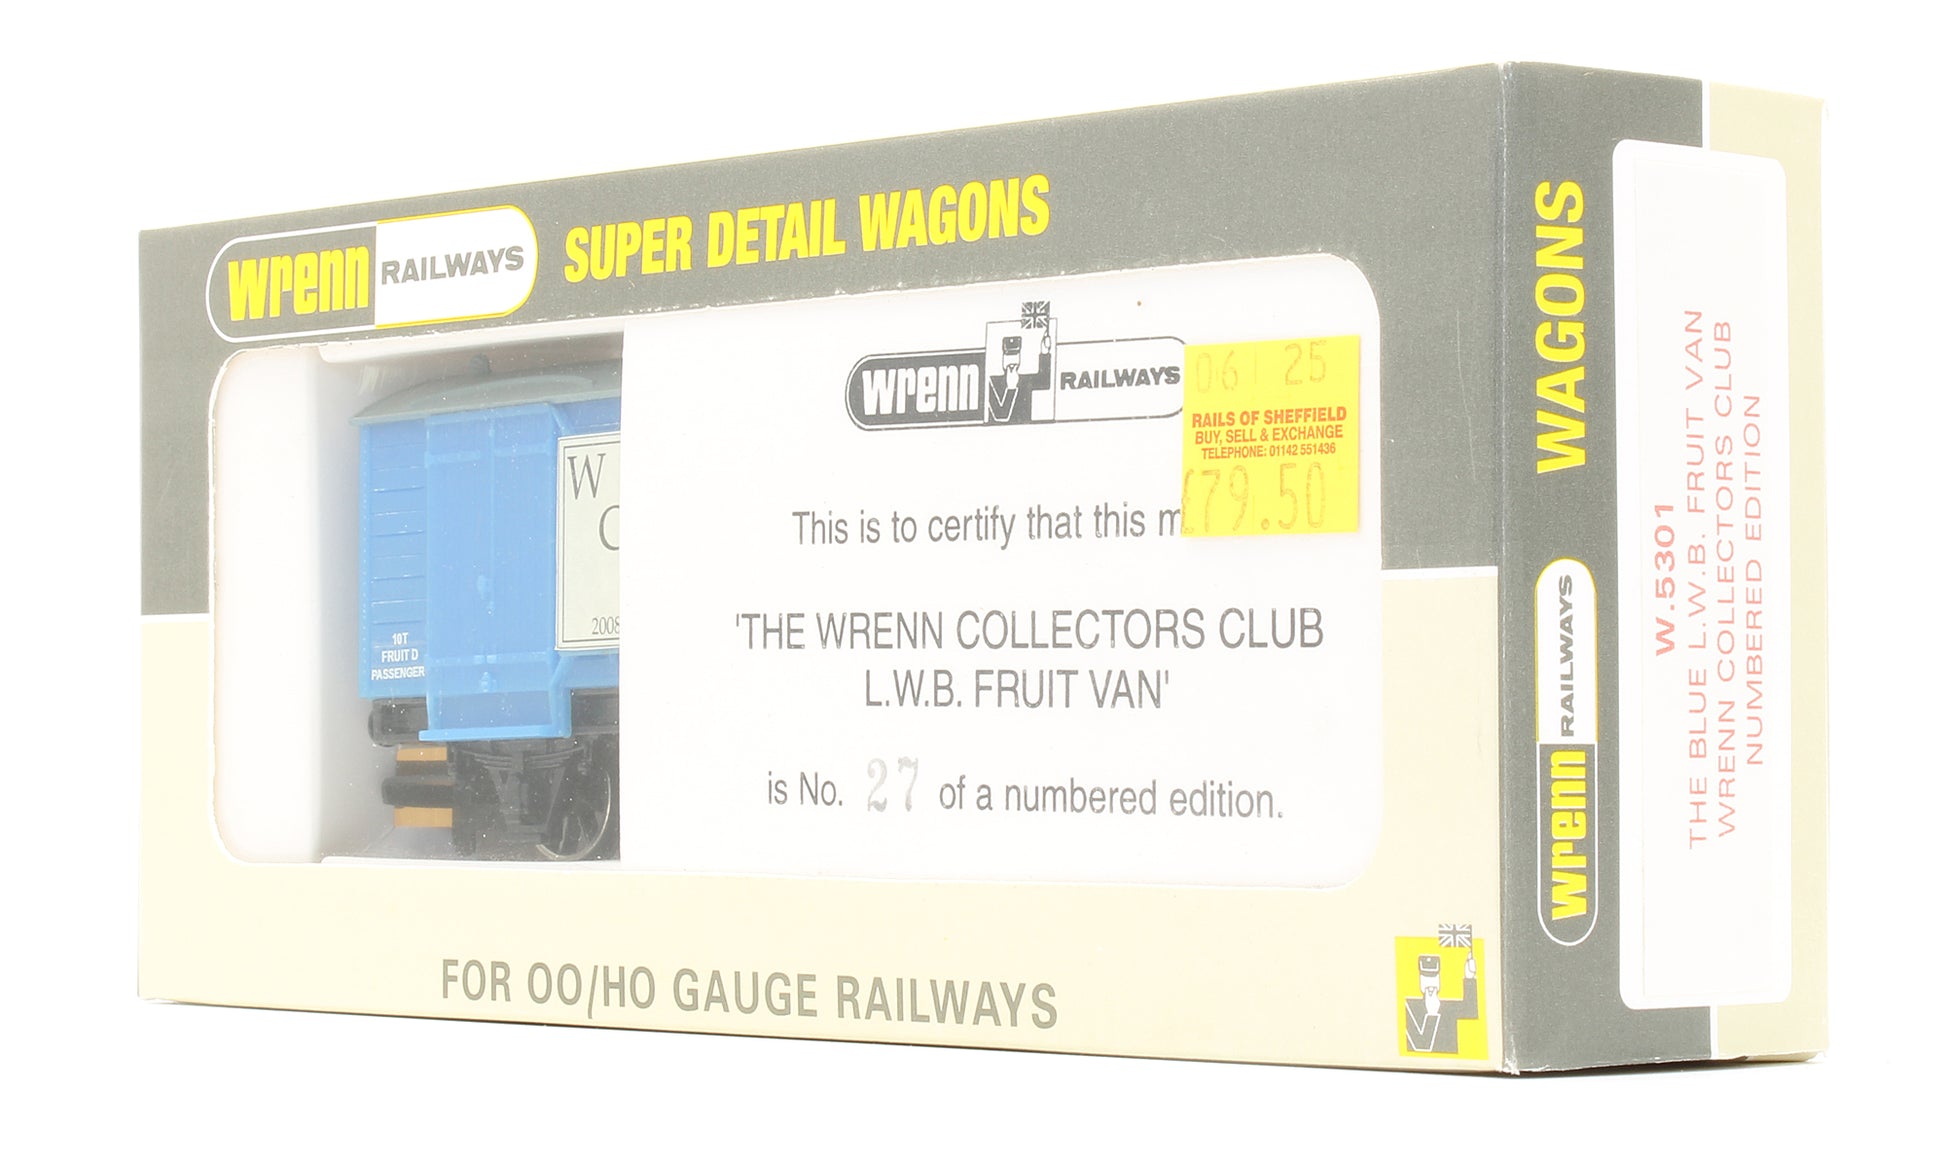 wrenn RAILWAYS
SUPER DETAIL WAGONS
W
C
2008
10T
FRUIT D
PASSENGER
wrenn RAILWAYS
06 25
RAILS OF SHEFFIELD
BUY, SELL & EXCHANGE
TELEPHONE: 01142 551436
£79.50
This is to certify that this m
'THE WRENN COLLECTORS CLUB
L.W.B. FRUIT VAN'
is No. 27 of a numbered edition.
FOR OO/HO GAUGE RAILWAYS
WAGONS
wrenn RAILWAYS
W.5301
THE BLUE L.W.B. FRUIT VAN
WRENN COLLECTORS CLUB
NUMBERED EDITION